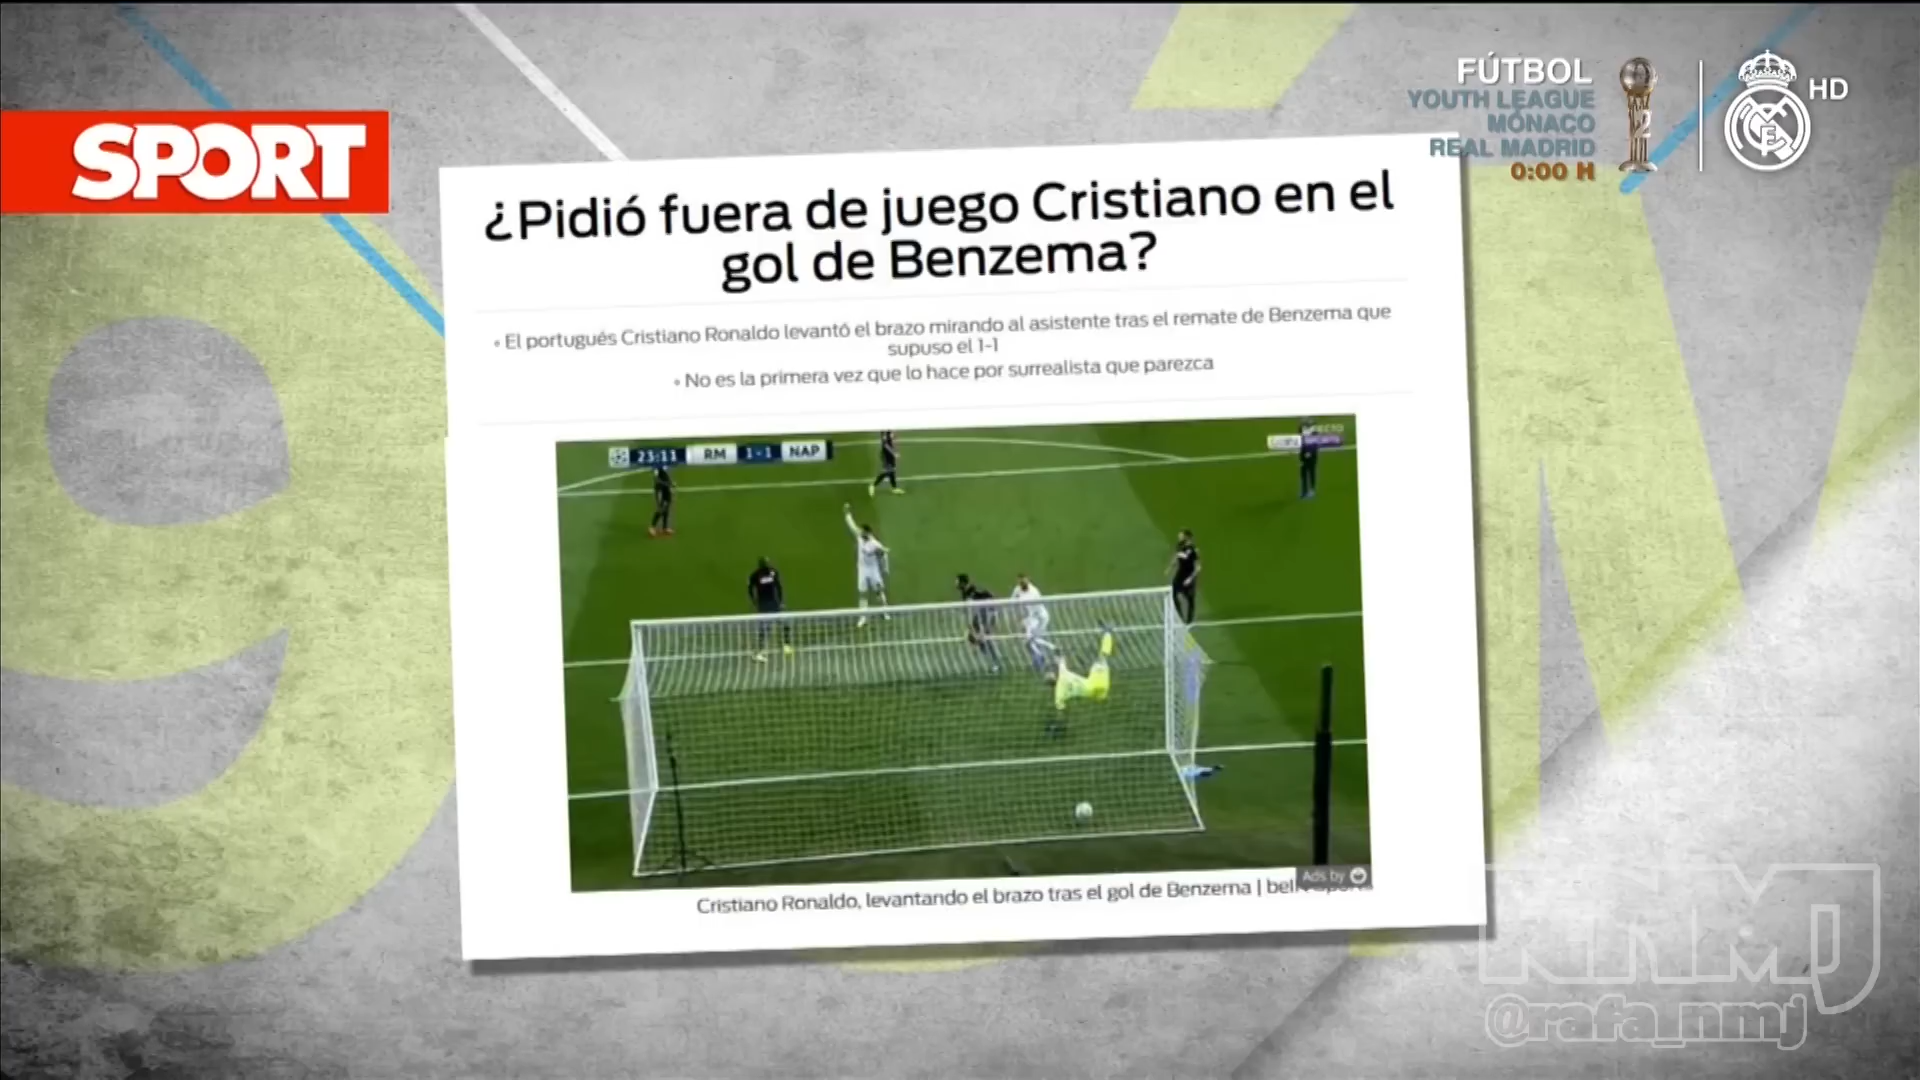 SPORT
FÚTBOL
YOUTH LEAGUE
MÓNACO
REAL MADRID
0:00 H
HD
¿Pidió fuera de juego Cristiano en el
gol de Benzema?
• El portugués Cristiano Ronaldo levantó el brazo mirando al asistente tras el remate de Benzema que
supuso el 1-1
• No es la primera vez que lo hace por surrealista que parezca
23:11 RM 1-1 NAP
Ads by
Cristiano Ronaldo, levantando el brazo tras el gol de Benzema |
NMJ
@rafa_nmj